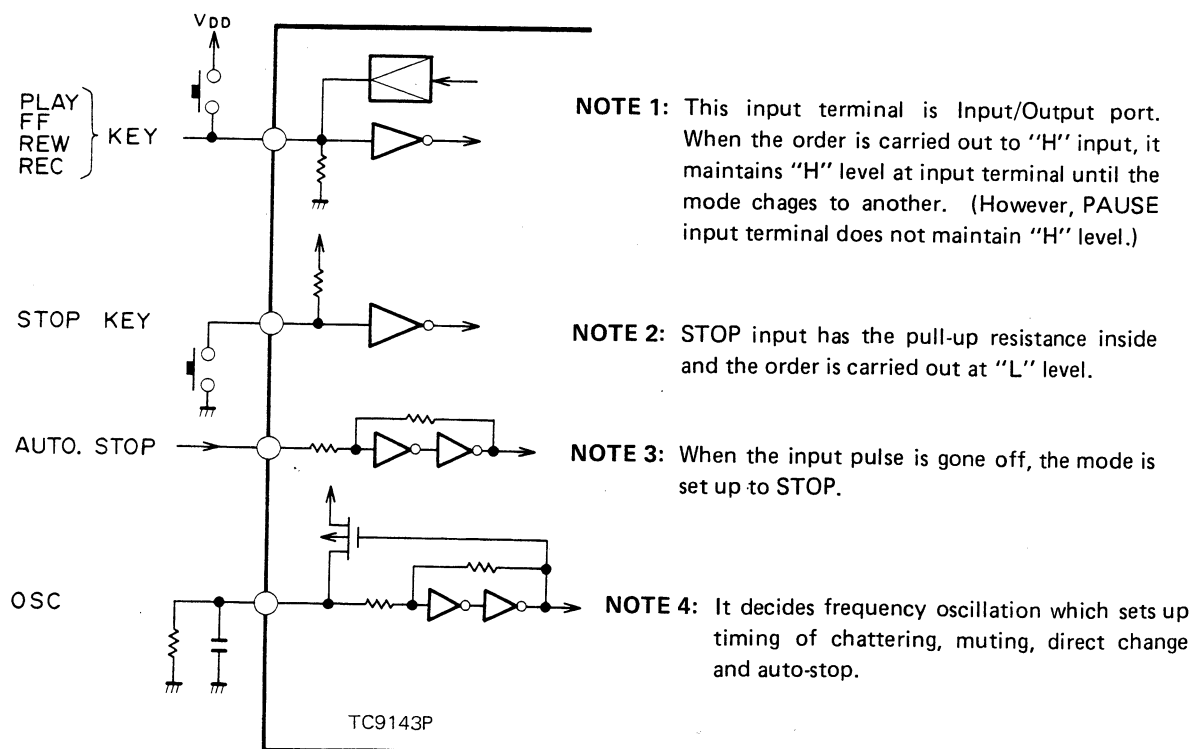 VDD
PLAY
FF
REW
REC
KEY
NOTE 1: This input terminal is Input/Output port.
When the order is carried out to "H" input, it
maintains "H" level at input terminal until the
mode chages to another. (However, PAUSE
input terminal does not maintain "H" level.)
STOP KEY
NOTE 2: STOP input has the pull-up resistance inside
and the order is carried out at "L" level.
AUTO. STOP
NOTE 3: When the input pulse is gone off, the mode is
set up to STOP.
OSC
NOTE 4: It decides frequency oscillation which sets up
timing of chattering, muting, direct change
and auto-stop.
TC9143P